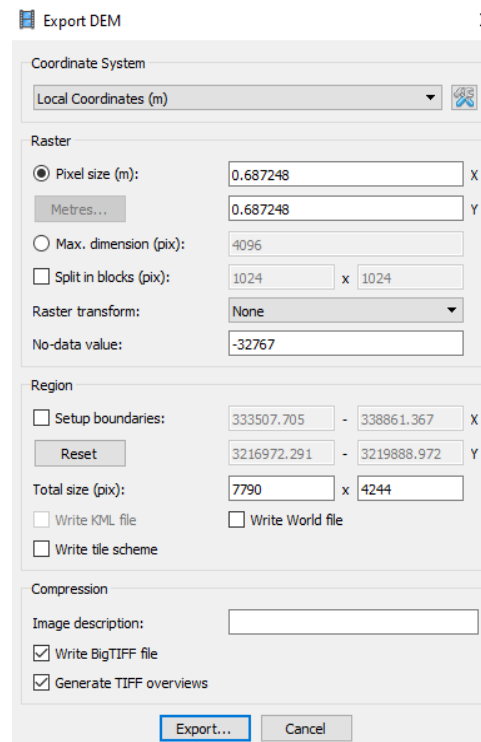 Export DEM
Coordinate System
Local Coordinates (m)
Raster
Pixel size (m): 0.687248 X
Metres... 0.687248 Y
Max. dimension (pix): 4096
Split in blocks (pix): 1024 x 1024
Raster transform: None
No-data value: -32767
Region
Setup boundaries: 333507.705 - 338861.367 X
Reset 3216972.291 - 3219888.972 Y
Total size (pix): 7790 x 4244
Write KML file Write World file
Write tile scheme
Compression
Image description:
Write BigTIFF file
Generate TIFF overviews
Export... Cancel